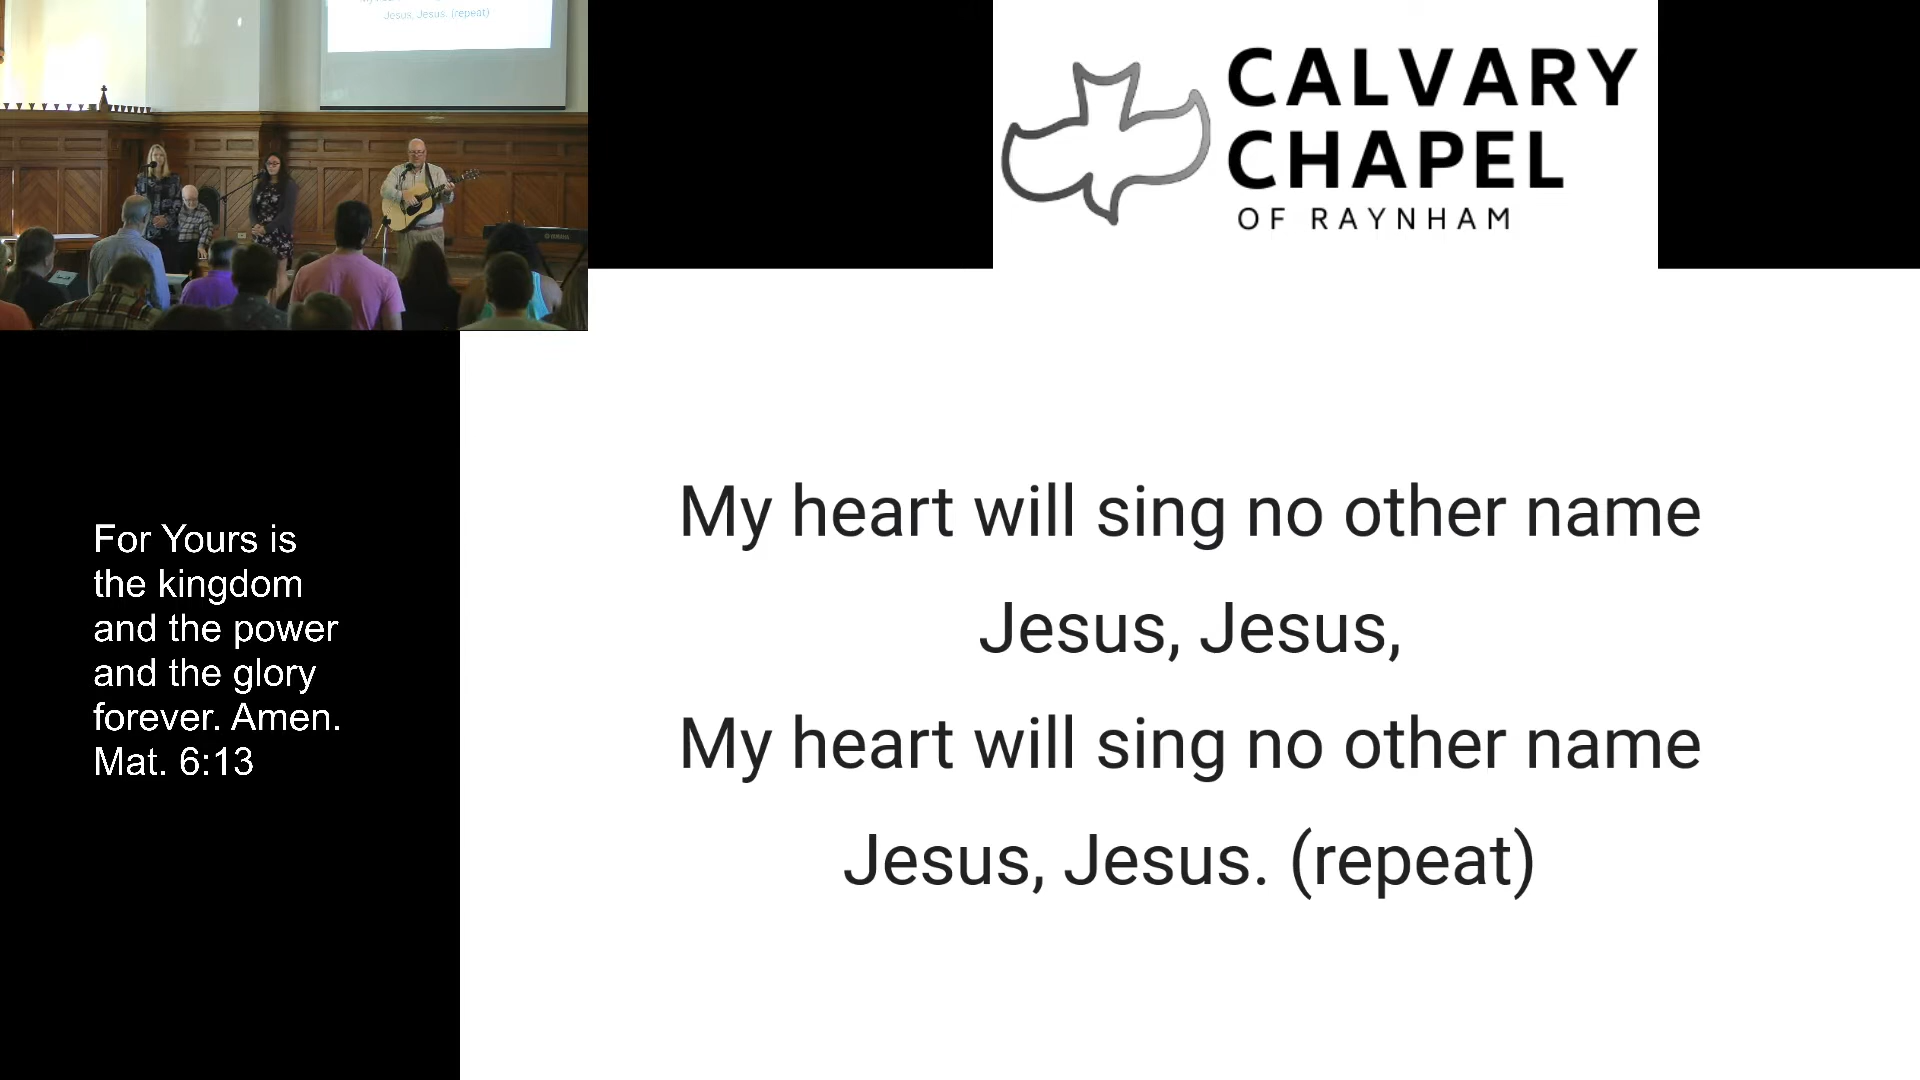 Jesus, Jesus. (repeat)
CALVARY
CHAPEL
OF RAYNHAM
My heart will sing no other name
Jesus, Jesus,
My heart will sing no other name
Jesus, Jesus. (repeat)
For Yours is
the kingdom
and the power
and the glory
forever. Amen.
Mat. 6:13